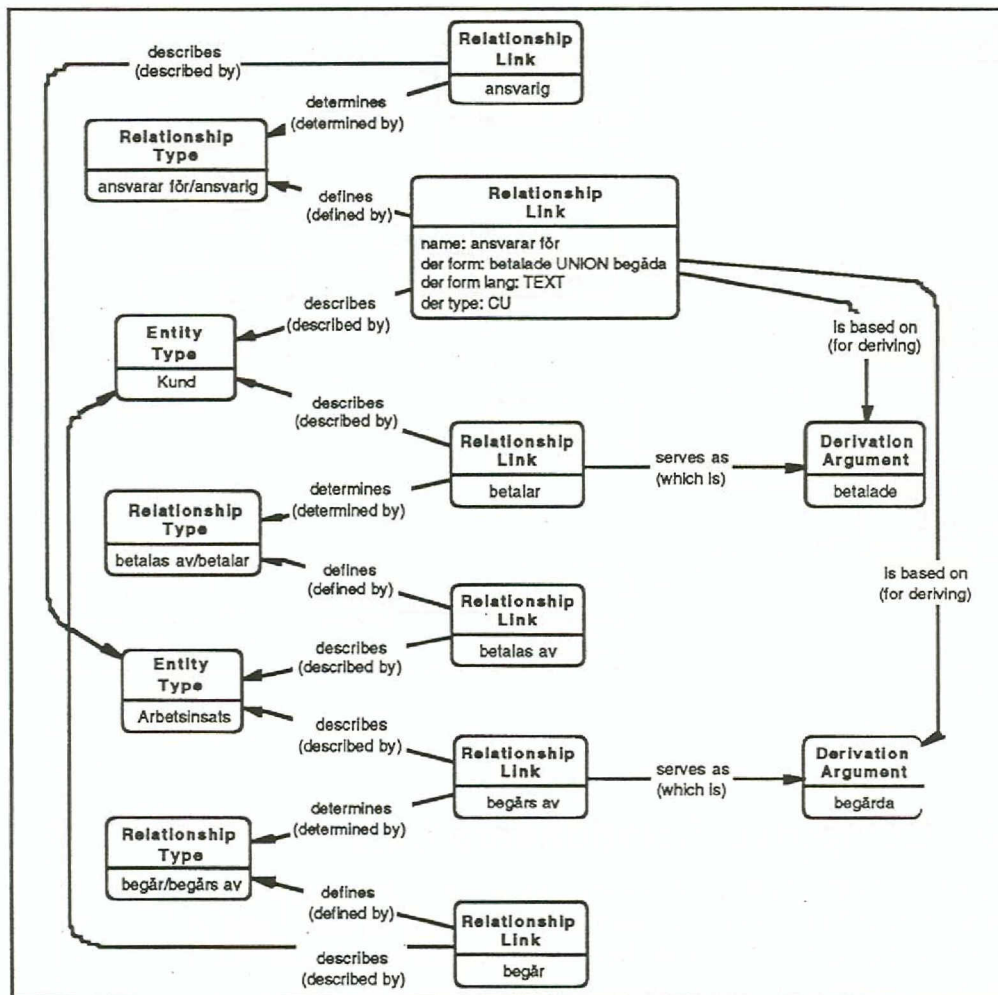 Relationship
Link
ansvarig
describes
(described by)
determines
(determined by)
Relationship
Type
ansvarar för/ansvarig
defines
(defined by)
Relationship
Link
name: ansvarar för
der form: betalade UNION begåda
der form lang: TEXT
der type: CU
describes
(described by)
is based on
(for deriving)
Entity
Type
Kund
describes
(described by)
Relationship
Link
betalar
serves as
(which is)
Derivation
Argument
betalade
determines
(determined by)
Relationship
Type
betalas av/betalar
defines
(defined by)
is based on
(for deriving)
Relationship
Link
betalas av
describes
(described by)
Entity
Type
Arbetsinsats
describes
(described by)
Relationship
Link
begärs av
serves as
(which is)
Derivation
Argument
begärda
determines
(determined by)
Relationship
Type
begär/begärs av
defines
(defined by)
Relationship
Link
begär
describes
(described by)